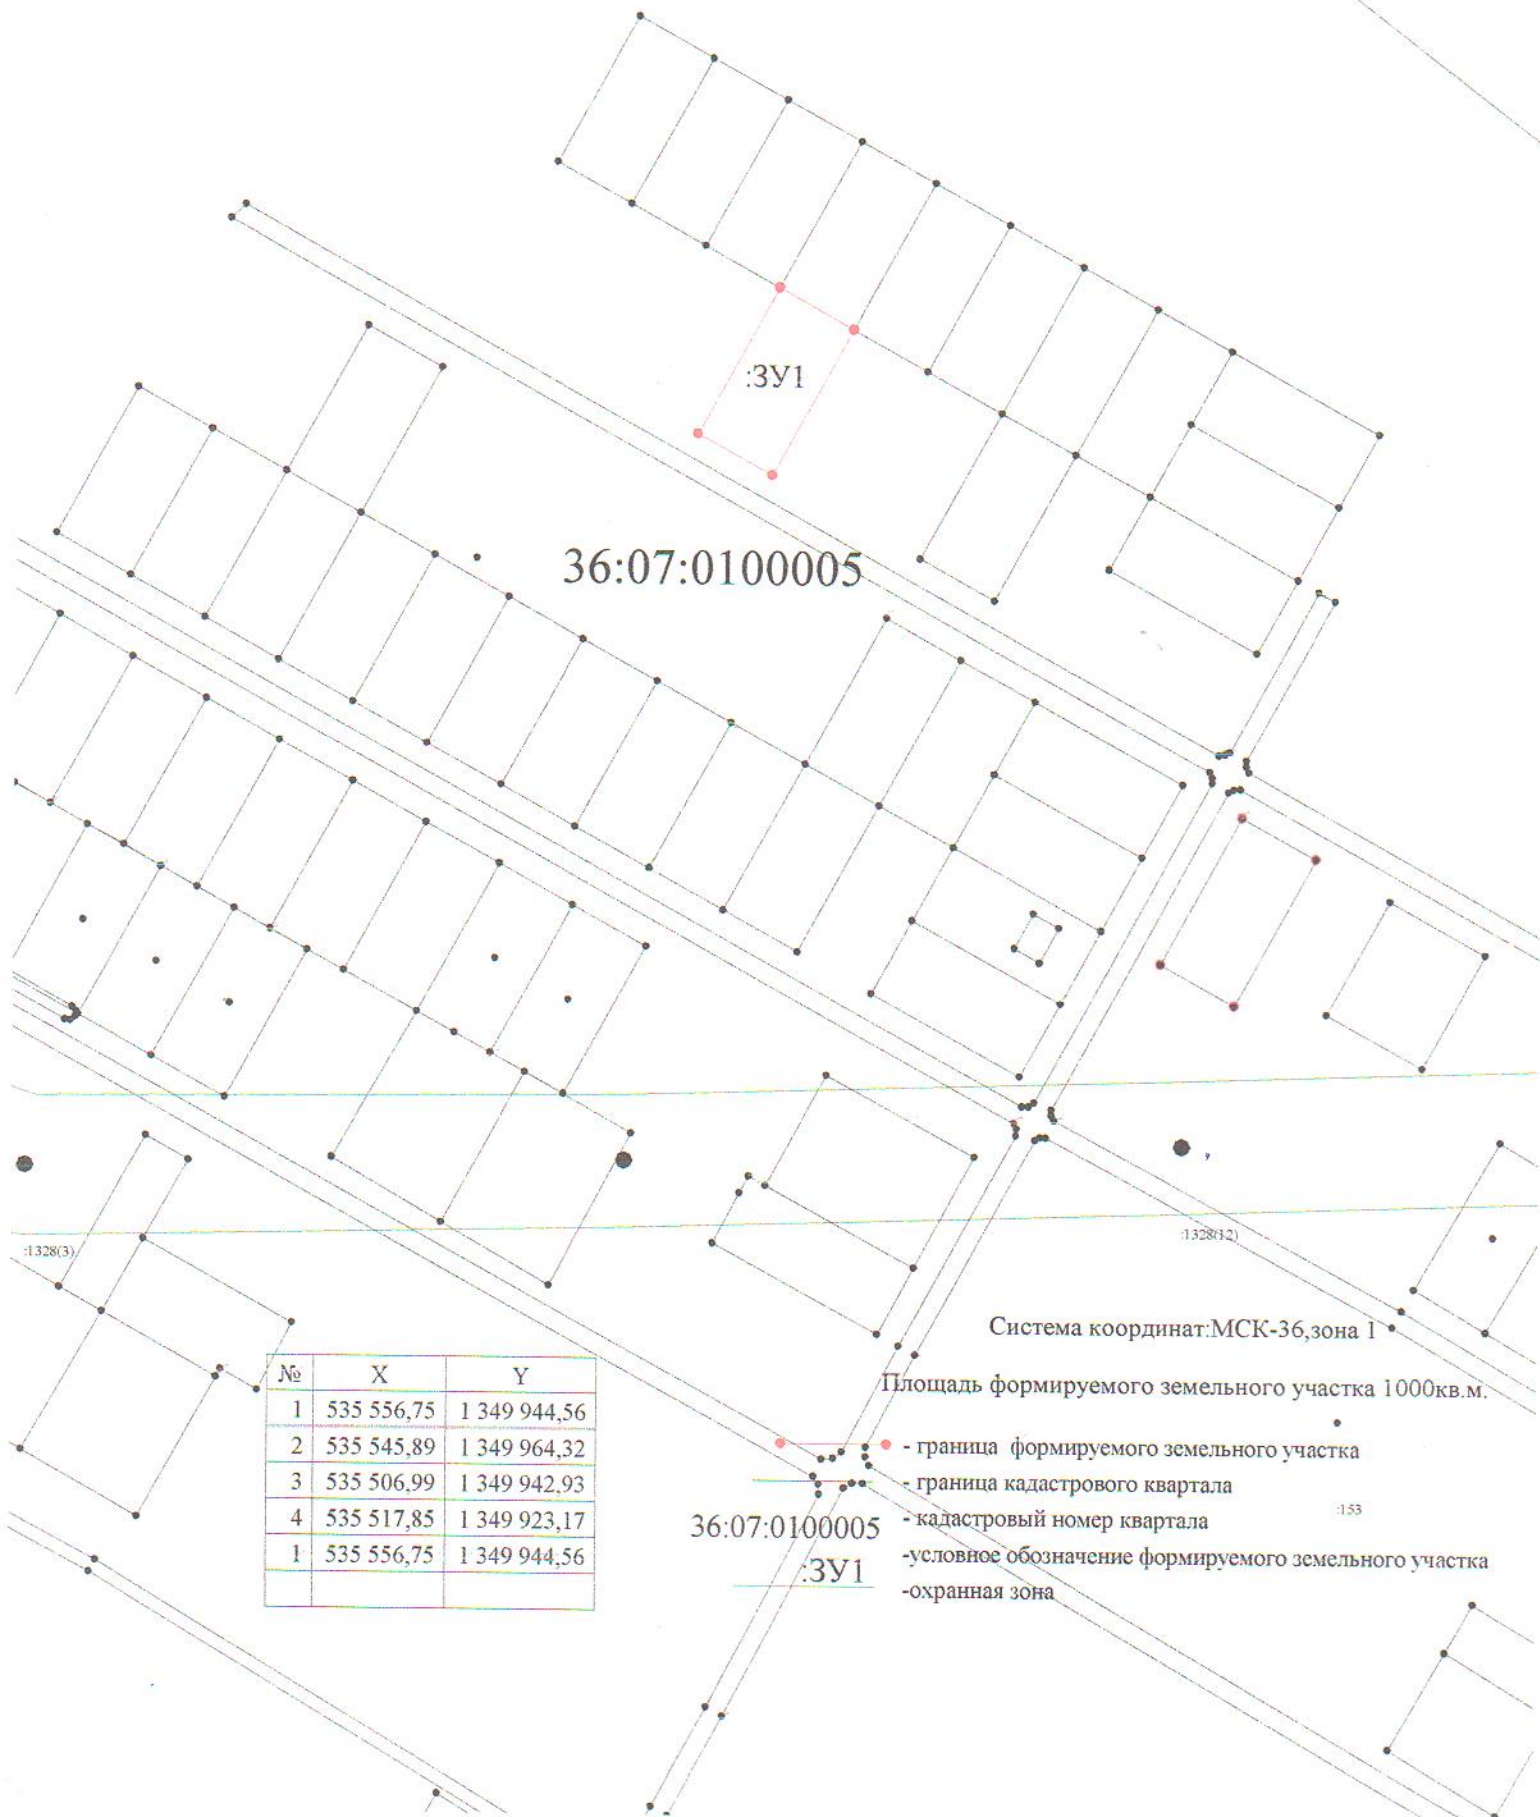 :ЗУ1
36:07:0100005
:1328(3)
:1328(12)
Система координат:МСК-36,зона 1
Площадь формируемого земельного участка 1000кв.м.
№ X Y
1 535 556,75 1 349 944,56
2 535 545,89 1 349 964,32
3 535 506,99 1 349 942,93
4 535 517,85 1 349 923,17
1 535 556,75 1 349 944,56
- граница формируемого земельного участка
- граница кадастрового квартала
:153
36:07:0100005 - кадастровый номер квартала
:ЗУ1 -условное обозначение формируемого земельного участка
-охранная зона